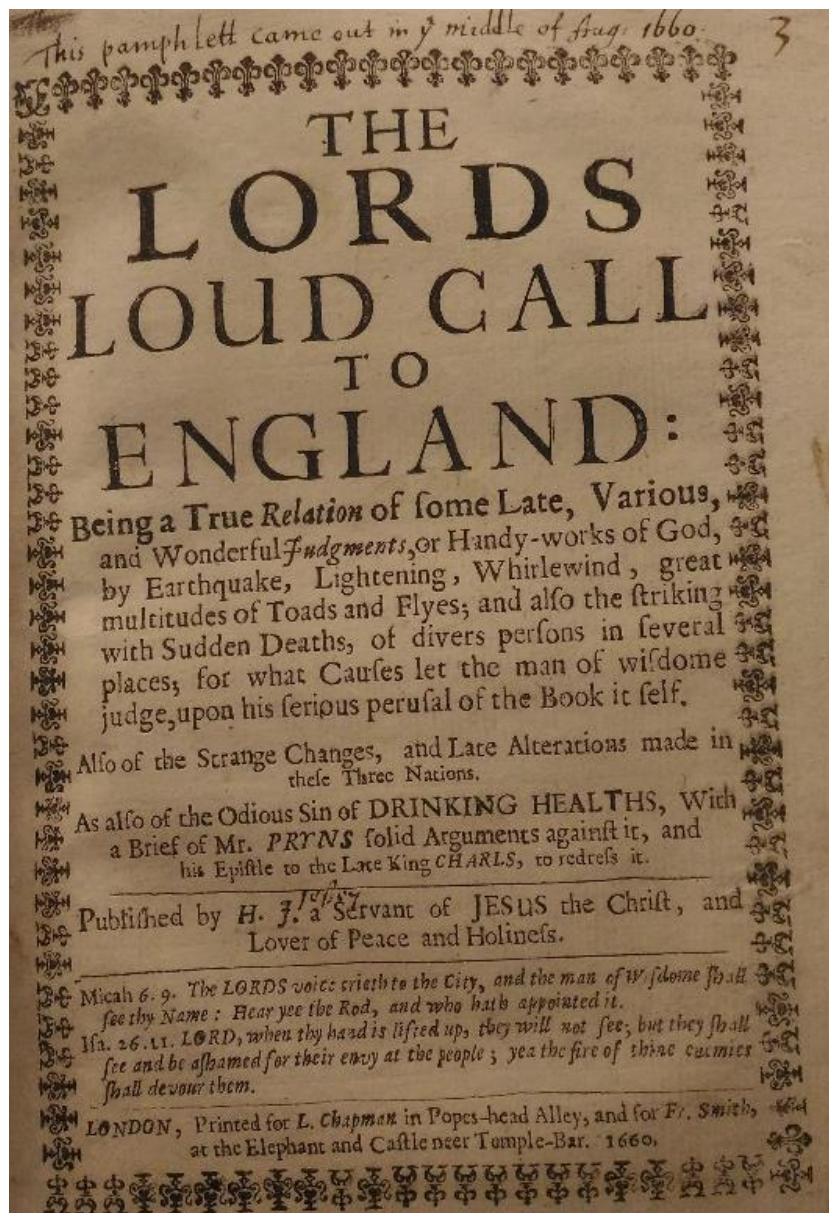 This pamphlett came out in yͤ middle of Aug: 1660.
3
THE
LORDS
LOUD CALL
TO
ENGLAND:
Being a True Relation of ſome Late, Various,
and Wonderful Judgments, or Handy-works of God,
by Earthquake, Lightening, Whirlewind, great
multitudes of Toads and Flyes; and alſo the ſtriking
with Sudden Deaths, of divers perſons in ſeveral
places; for what Cauſes let the man of wiſdome
judge, upon his ſerious peruſal of the Book it ſelf.
Alſo of the Strange Changes, and Late Alterations made in
theſe Three Nations.
As alſo of the Odious Sin of DRINKING HEALTHS, With
a Brief of Mr. PRYNS ſolid Arguments againſt it, and
his Epiſtle to the Late King CHARLS, to redreſs it.
Publiſhed by H. J. a Servant of JESUS the Chriſt, and
Lover of Peace and Holineſs.
Micah 6. 9. The LORDS voice crieth to the City, and the man of Wiſdome ſhall
ſee thy Name: Hear yee the Rod, and who hath appointed it.
Iſa. 26. 11. LORD, when thy hand is lifted up, they will not ſee; but they ſhall
ſee and be aſhamed for their envy at the people; yea the fire of thine enemies
ſhall devour them.
LONDON, Printed for L. Chapman in Popes-head Alley, and for Fr. Smith,
at the Elephant and Caſtle neer Temple-Bar. 1660.